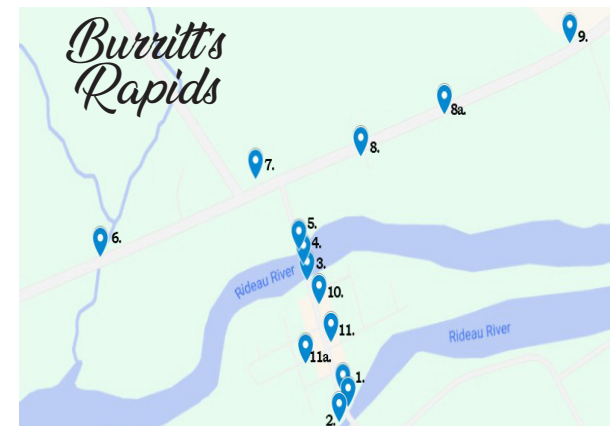 Burritt's
Rapids
9.
8a.
8.
7.
5.
6.
4.
3.
Rideau River
10.
11.
Rideau River
11a.
1.
2.